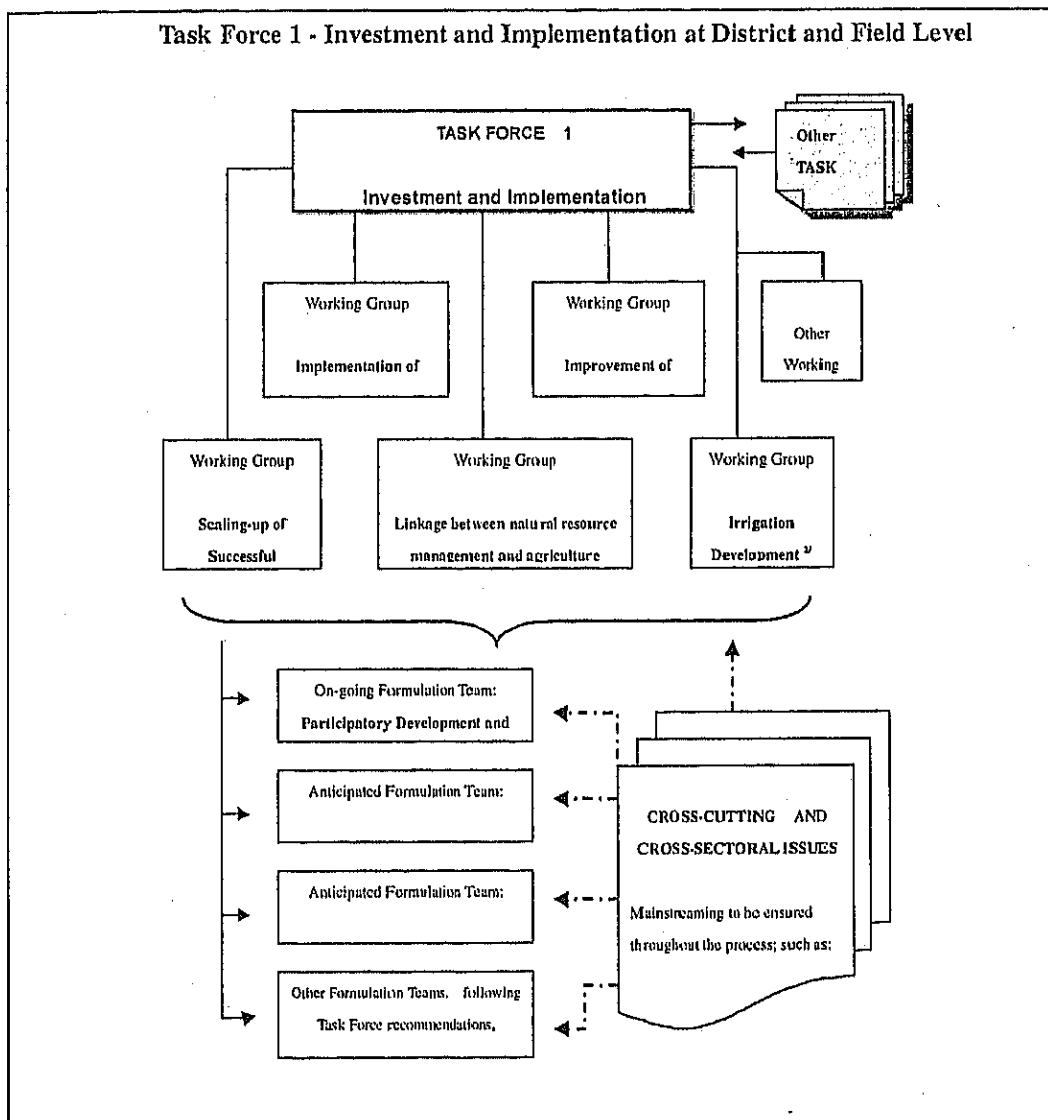 Task Force 1 - Investment and Implementation at District and Field Level
TASK FORCE 1
Investment and Implementation
Other
TASK
Working Group
Implementation of
Working Group
Improvement of
Other
Working
Working Group
Scaling-up of
Successful
Working Group
Linkage between natural resource
management and agriculture
Working Group
Irrigation
Development
On-going Formulation Team:
Participatory Development and
Anticipated Formulation Team:
Anticipated Formulation Team:
Other Formulation Teams, following
Task Force recommendations,
CROSS-CUTTING AND
CROSS-SECTORAL ISSUES
Mainstreaming to be ensured
throughout the process; such as: